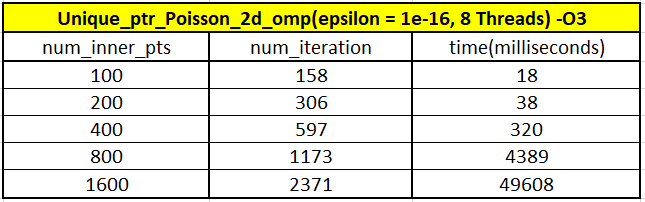 Unique_ptr_Poisson_2d_omp(epsilon = 1e-16, 8 Threads) -O3
num_inner_pts num_iteration time(milliseconds)
100 158 18
200 306 38
400 597 320
800 1173 4389
1600 2371 49608